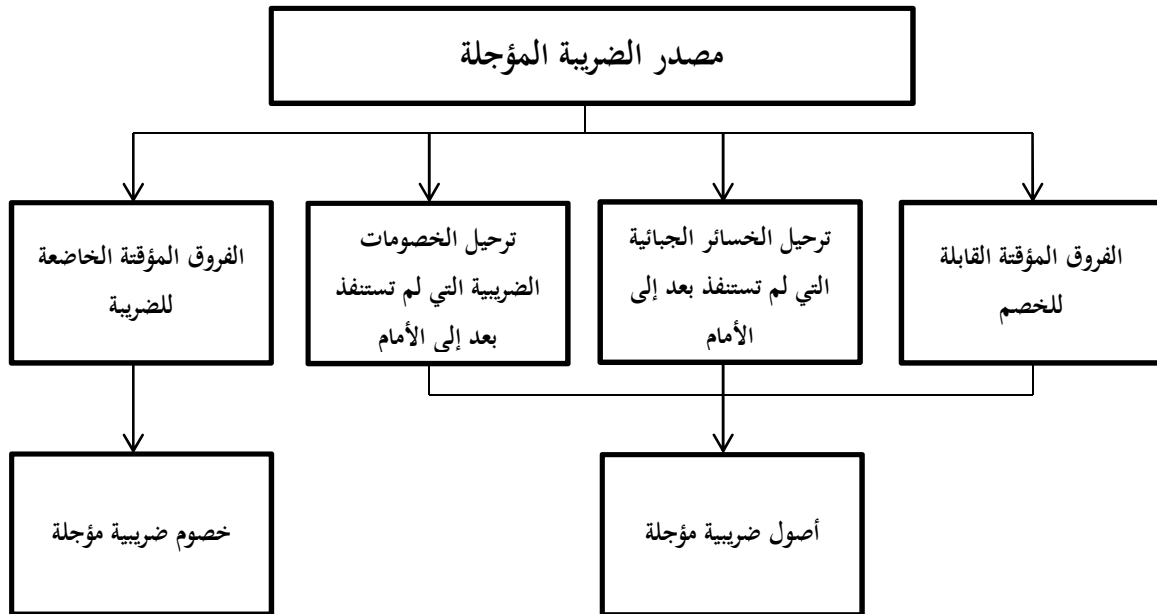 مصدر الضريبة المؤجلة
الفروق المؤقتة القابلة
للخصم
ترحيل الخسائر الجبائية
التي لم تستنفذ بعد إلى
الأمام
ترحيل الخصومات
الضريبية التي لم تستنفذ
بعد إلى الأمام
الفروق المؤقتة الخاضعة
للضريبة
أصول ضريبية مؤجلة
خصوم ضريبية مؤجلة